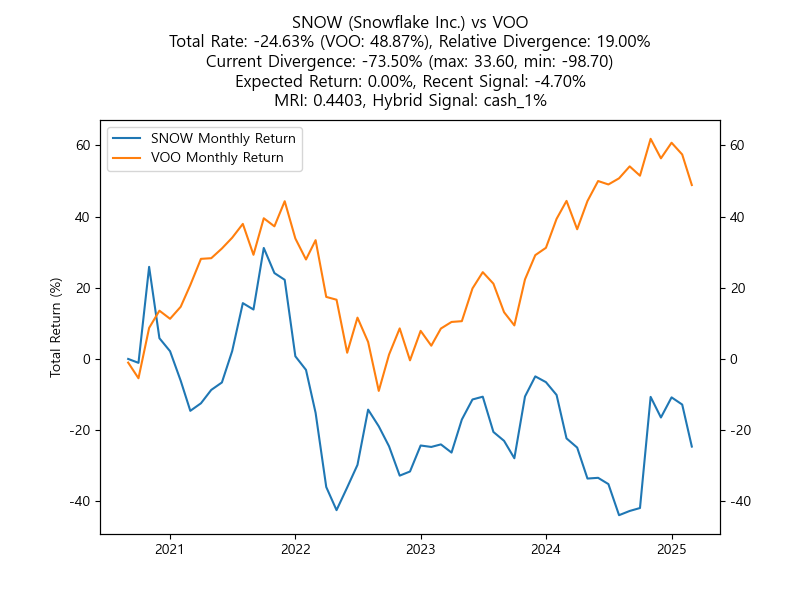 SNOW (Snowflake Inc.) vs VOO
Total Rate: -24.63% (VOO: 48.87%), Relative Divergence: 19.00%
Current Divergence: -73.50% (max: 33.60, min: -98.70)
Expected Return: 0.00%, Recent Signal: -4.70%
MRI: 0.4403, Hybrid Signal: cash_1%
SNOW Monthly Return
VOO Monthly Return
Total Return (%)
60
40
20
0
-20
-40
60
40
20
0
-20
-40
2021
2022
2023
2024
2025